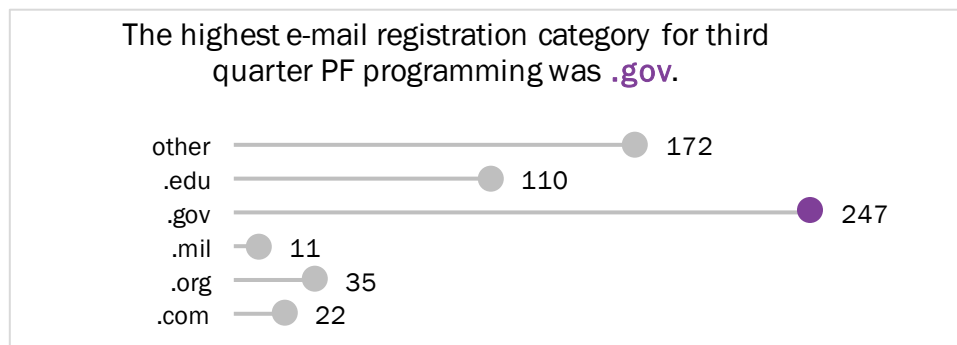 The highest e-mail registration category for third
quarter PF programming was .gov.
other 172
.edu 110
.gov 247
.mil 11
.org 35
.com 22